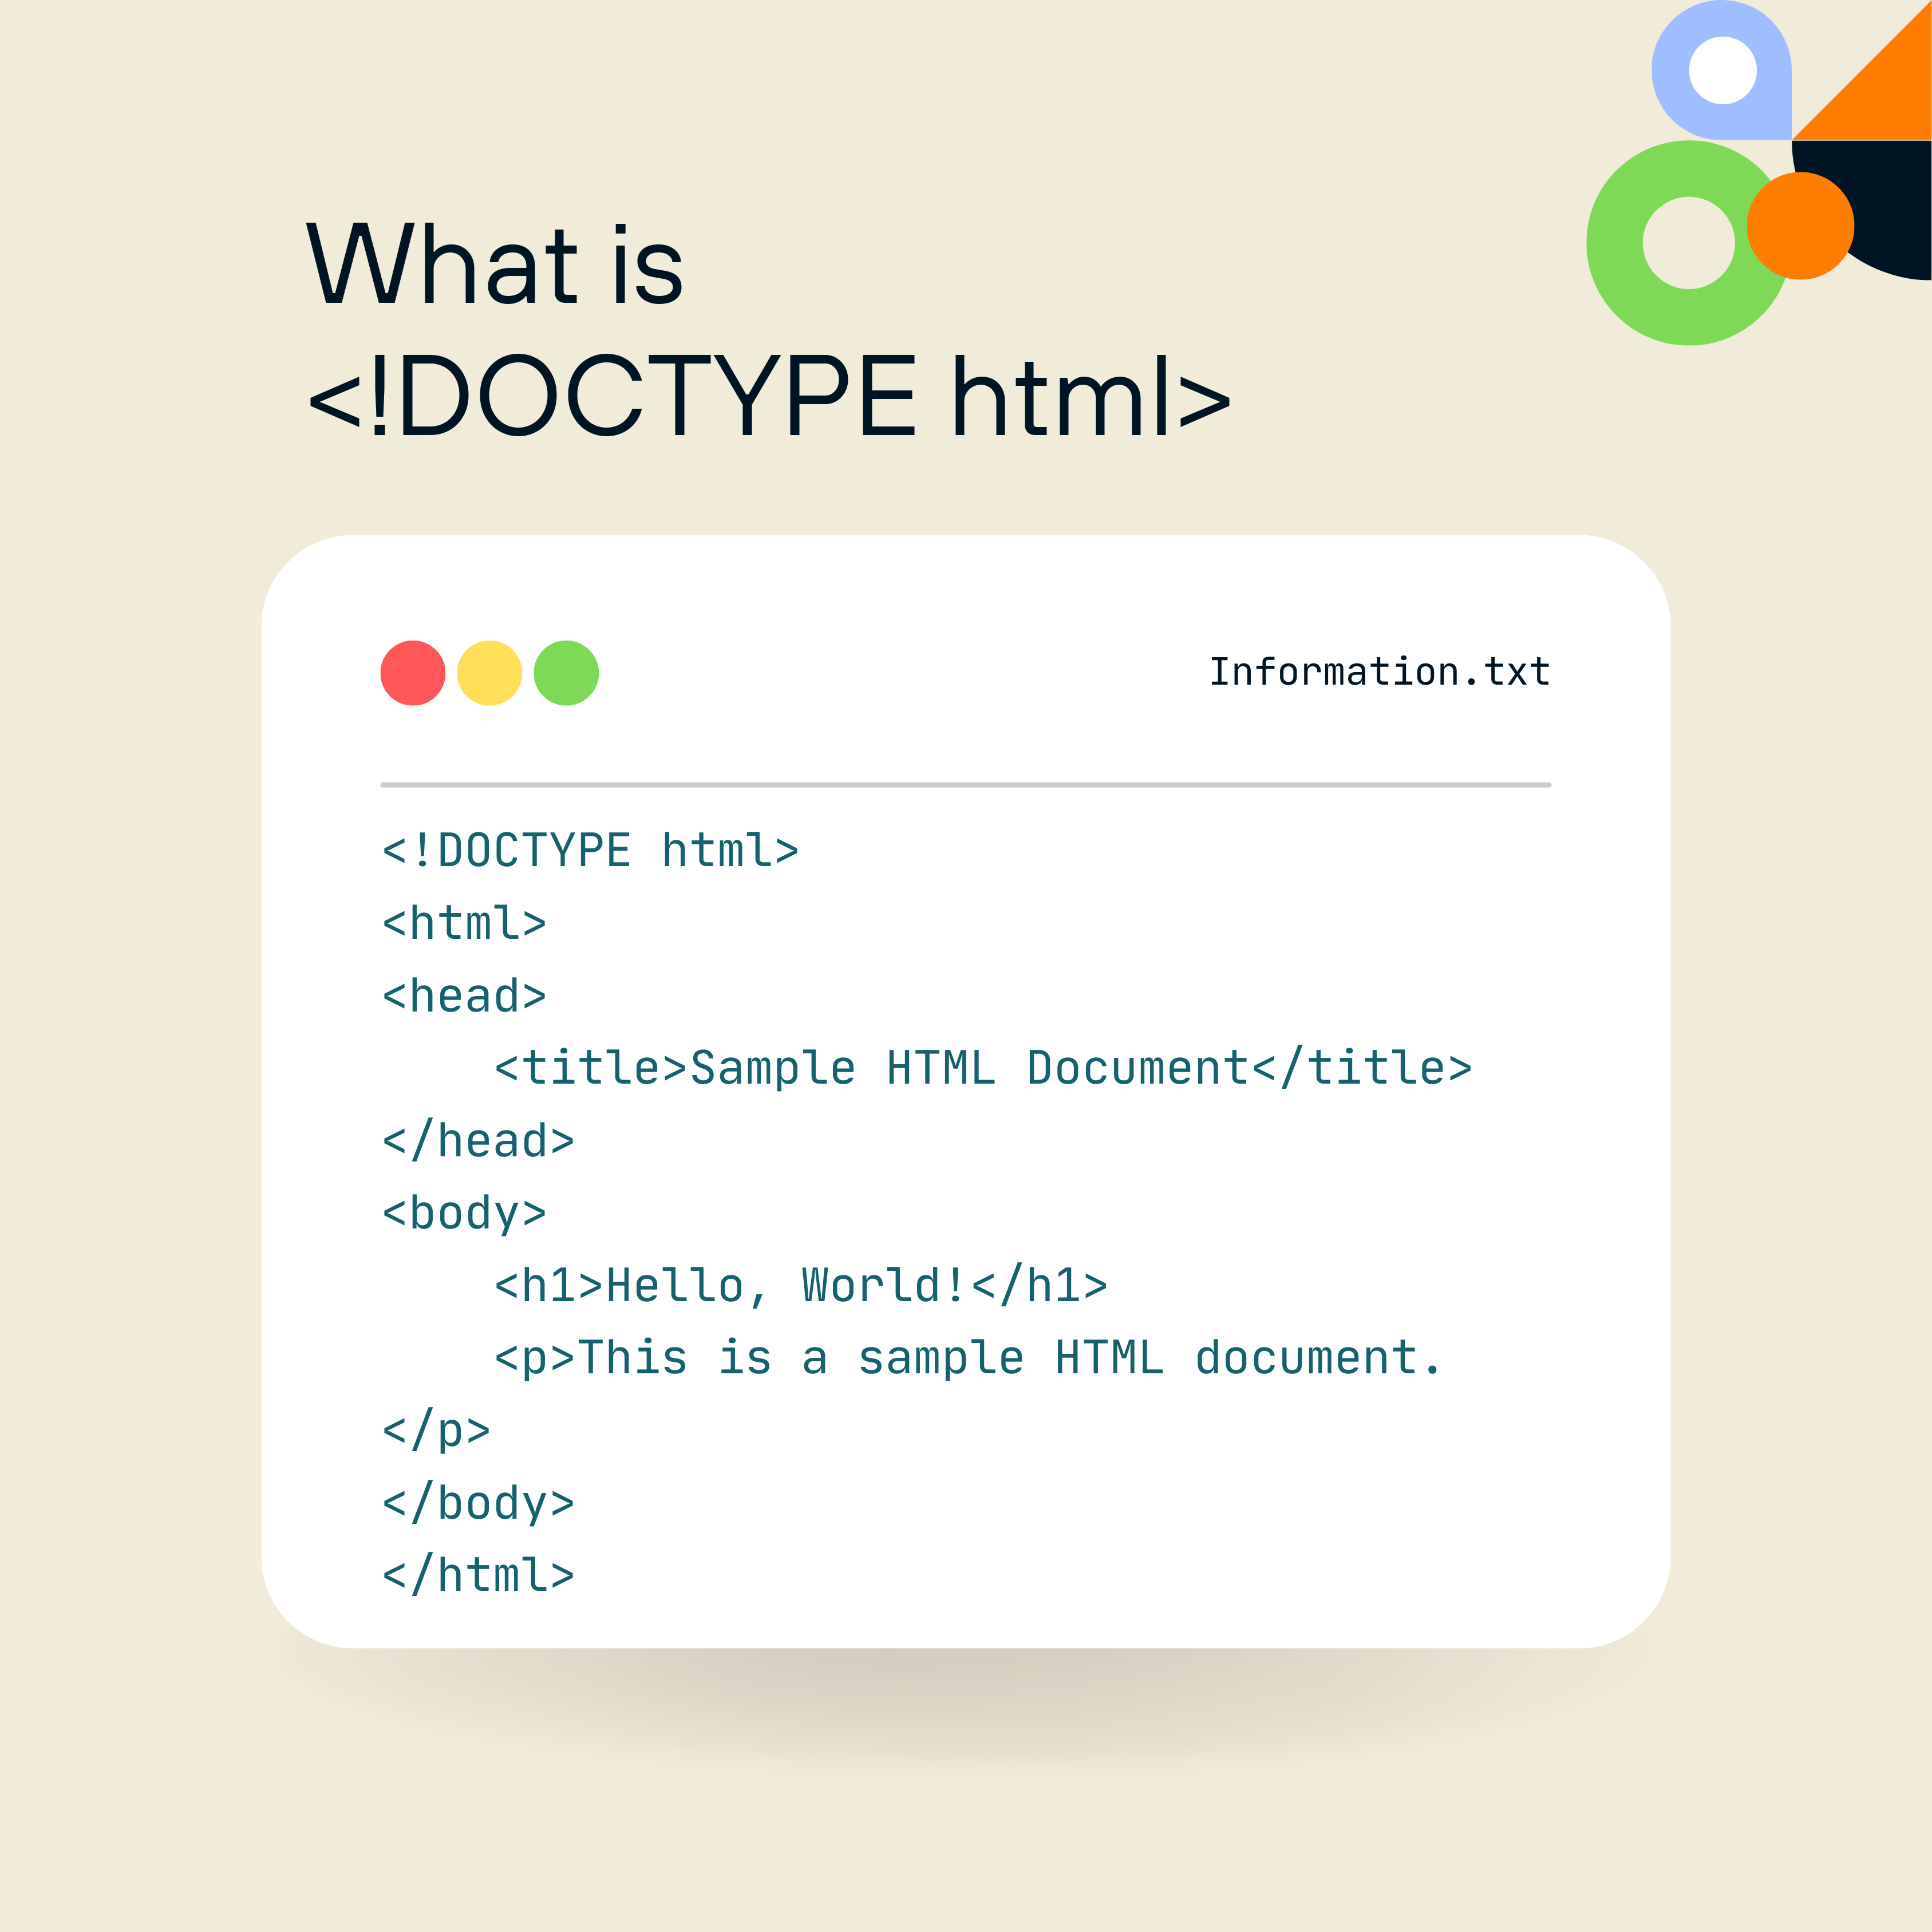 What is
<!DOCTYPE html>
Information.txt
<!DOCTYPE html>
<html>
<head>
    <title>Sample HTML Document</title>
</head>
<body>
    <h1>Hello, World!</h1>
    <p>This is a sample HTML document.
</p>
</body>
</html>